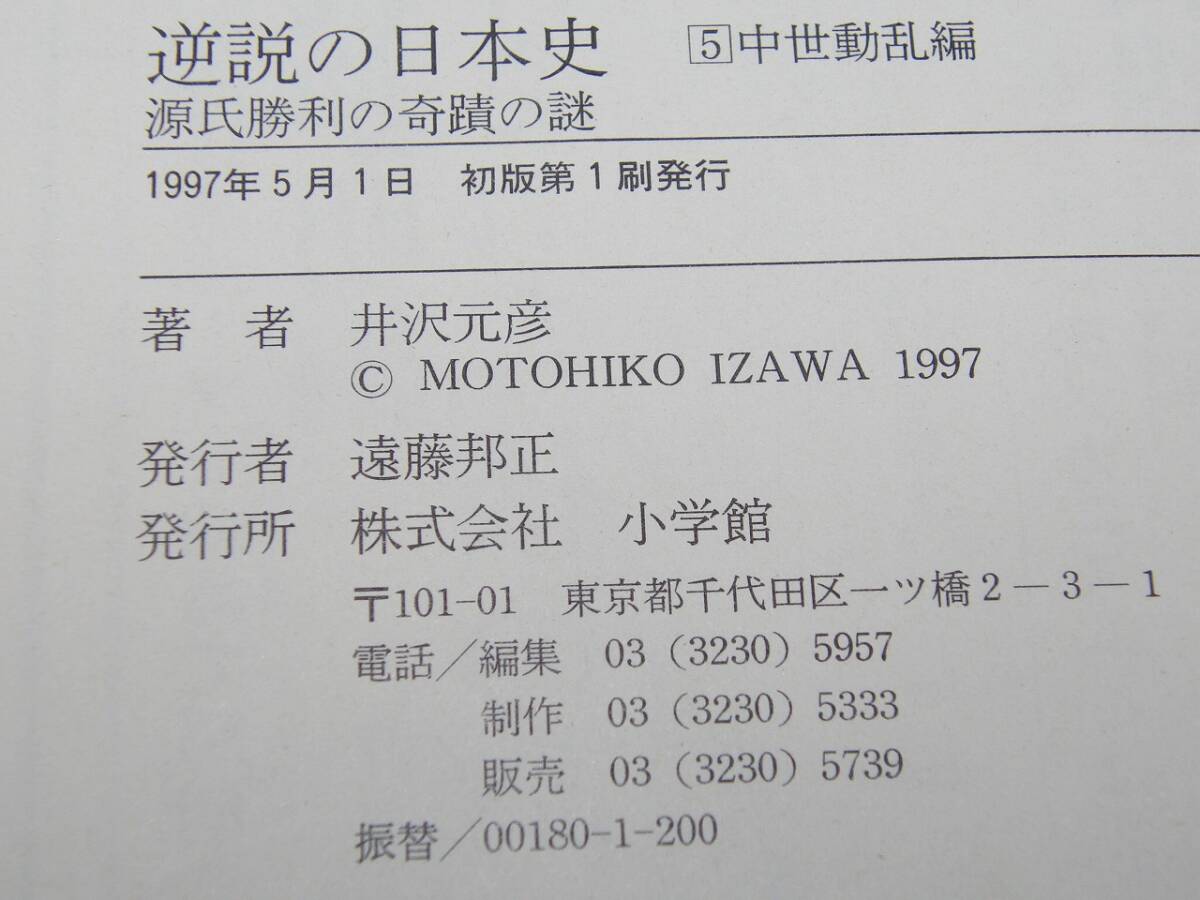 逆説の日本史　5中世動乱編
源氏勝利の奇蹟の謎
1997年5月1日　初版第1刷発行
著　者　井沢元彦
© MOTOHIKO IZAWA 1997
発行者　遠藤邦正
発行所　株式会社　小学館
〒101-01　東京都千代田区一ツ橋2－3－1
電話／編集　03（3230）5957
制作　03（3230）5333
販売　03（3230）5739
振替／00180-1-200